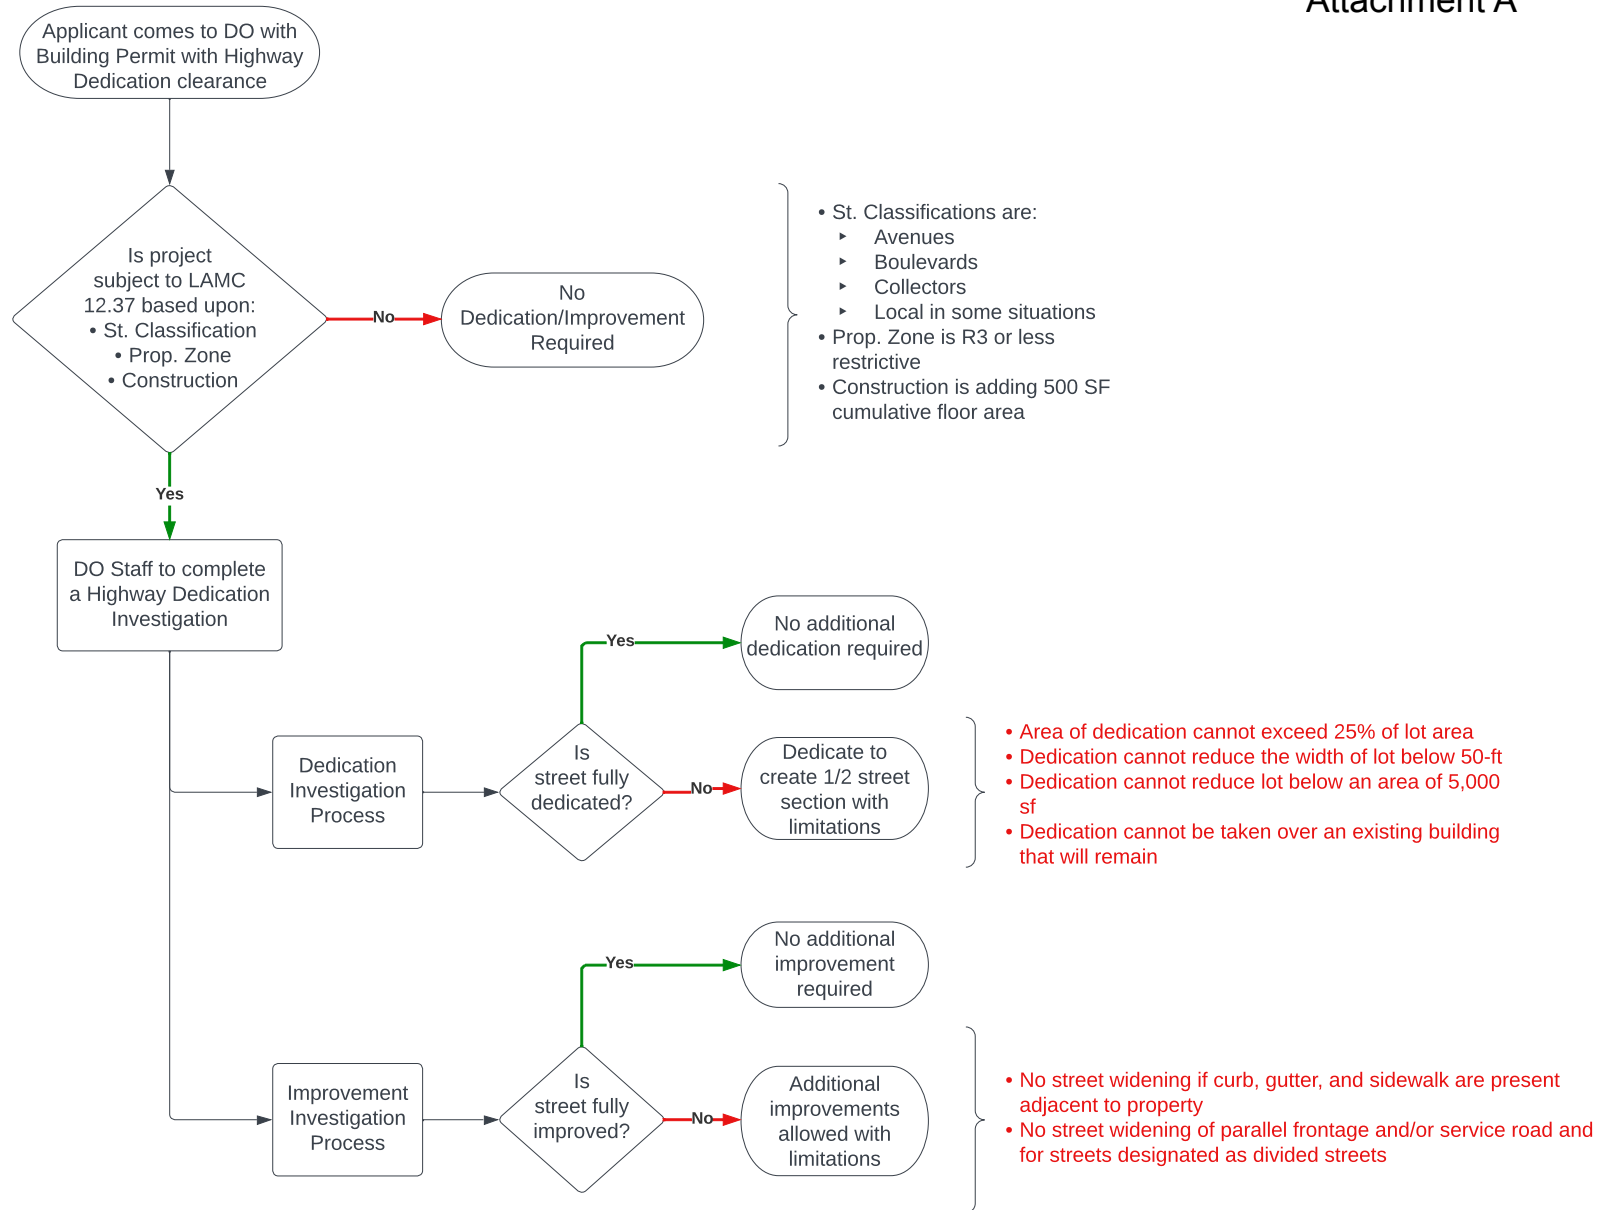 Attachment A
Applicant comes to DO with
Building Permit with Highway
Dedication clearance
Is project
subject to LAMC
12.37 based upon:
• St. Classification
• Prop. Zone
• Construction
No
No
Dedication/Improvement
Required
• St. Classifications are:
‣ Avenues
‣ Boulevards
‣ Collectors
‣ Local in some situations
• Prop. Zone is R3 or less
restrictive
• Construction is adding 500 SF
cumulative floor area
Yes
DO Staff to complete
a Highway Dedication
Investigation
Dedication
Investigation
Process
Is
street fully
dedicated?
Yes
No additional
dedication required
No
Dedicate to
create 1/2 street
section with
limitations
• Area of dedication cannot exceed 25% of lot area
• Dedication cannot reduce the width of lot below 50-ft
• Dedication cannot reduce lot below an area of 5,000
sf
• Dedication cannot be taken over an existing building
that will remain
Improvement
Investigation
Process
Is
street fully
improved?
Yes
No additional
improvement
required
No
Additional
improvements
allowed with
limitations
• No street widening if curb, gutter, and sidewalk are present
adjacent to property
• No street widening of parallel frontage and/or service road and
for streets designated as divided streets